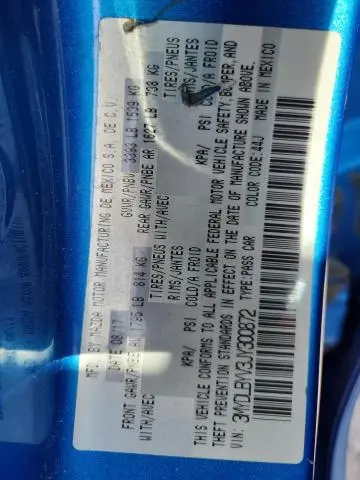 MFD. BY MAZDA MOTOR MANUFACTURING DE MEXICO S.A. DE C.V.
DATE 08/17 GVWR/PNBV 3393 LB 1539 KG
FRONT GAWR/PNBE AV 1795 LB 814 KG REAR GAWR/PNBE AR 1627 LB 738 KG
WITH/AVEC TIRES/PNEUS WITH/AVEC TIRES/PNEUS
RIMS/JANTES RIMS/JANTES
KPA/ PSI COLD/A FROID KPA/ PSI COLD/A FROID
THIS VEHICLE CONFORMS TO ALL APPLICABLE FEDERAL MOTOR VEHICLE SAFETY, BUMPER, AND
THEFT PREVENTION STANDARDS IN EFFECT ON THE DATE OF MANUFACTURE SHOWN ABOVE.
VIN: 3MYDLBYV3JY300872 TYPE:PASS CAR COLOR CODE:44J MADE IN MEXICO